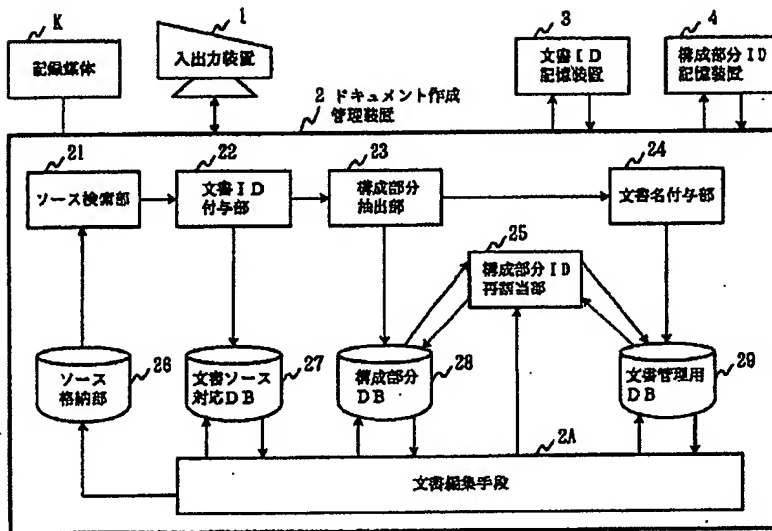 K
1
3
4
記録媒体
入出力装置
文書ID
記憶装置
構成部分ID
記憶装置
2 ドキュメント作成
管理装置
21
22
23
24
ソース検索部
文書ID
付与部
構成部分
抽出部
文書名付与部
25
構成部分ID
再割当部
26
27
28
29
ソース
格納部
文書ソース
対応DB
構成部分
DB
文書管理用
DB
2A
文書編集手段